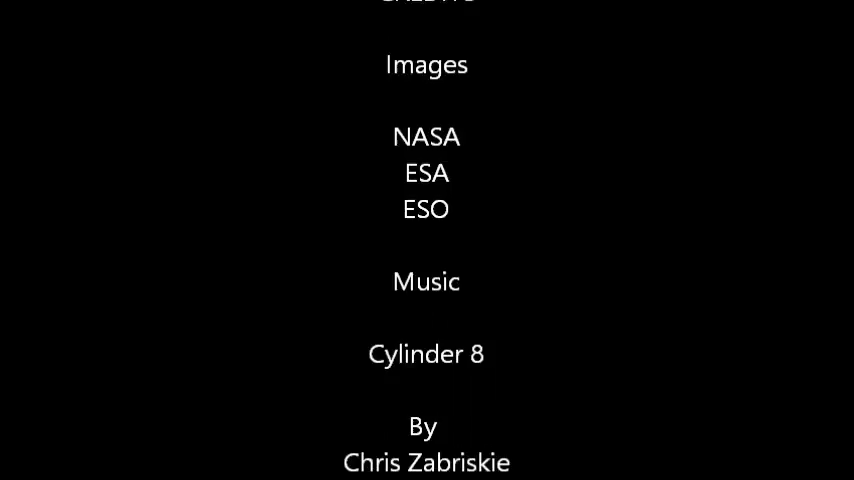 Images
NASA
ESA
ESO
Music
Cylinder 8
By
Chris Zabriskie